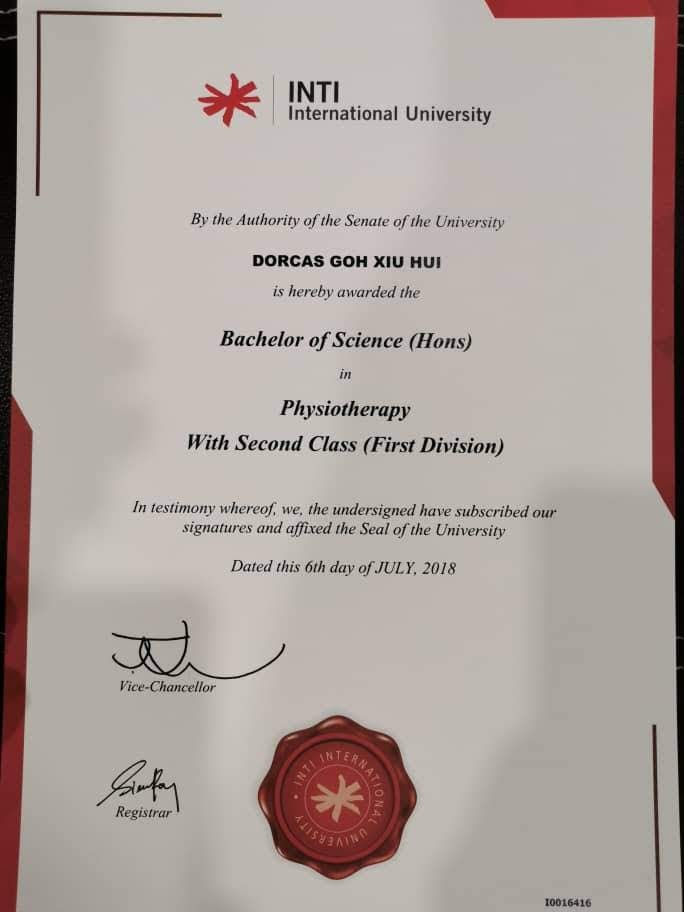 INTI
International University
By the Authority of the Senate of the University
DORCAS GOH XIU HUI
is hereby awarded the
Bachelor of Science (Hons)
in
Physiotherapy
With Second Class (First Division)
In testimony whereof, we, the undersigned have subscribed our
signatures and affixed the Seal of the University
Dated this 6th day of JULY, 2018
Vice-Chancellor
Registrar
INTI INTERNATIONAL UNIVERSITY
I0016416